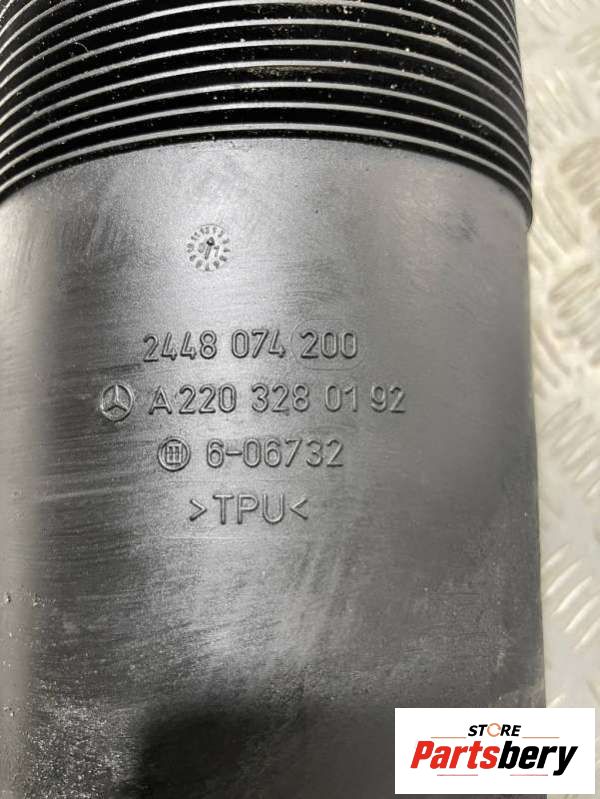 2448 074 200
A 220 328 01 92
6-06732
>TPU<
STORE
Partsbery